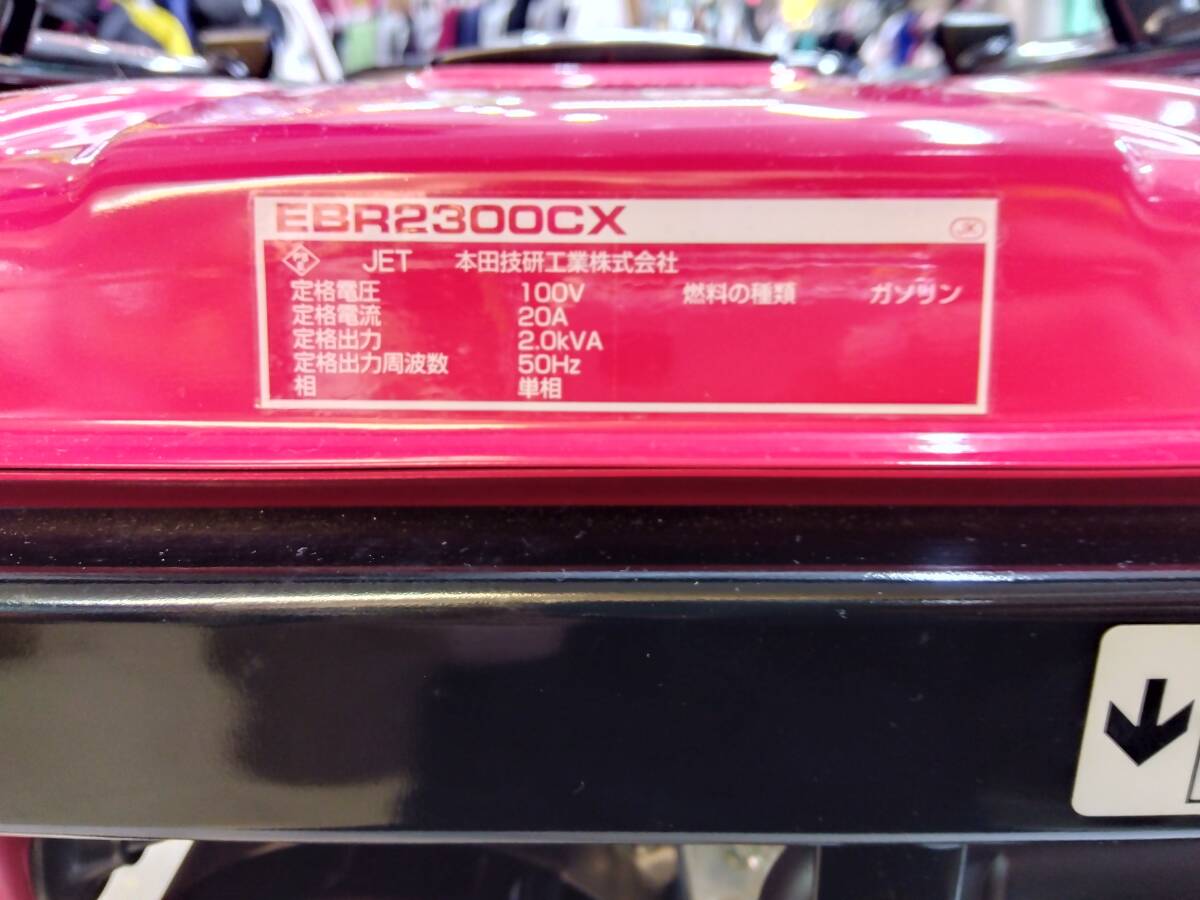 EBR2300CX JK
PS E JET 本田技研工業株式会社
定格電圧 100V 燃料の種類 ガソリン
定格電流 20A
定格出力 2.0kVA
定格出力周波数 50Hz
相 単相